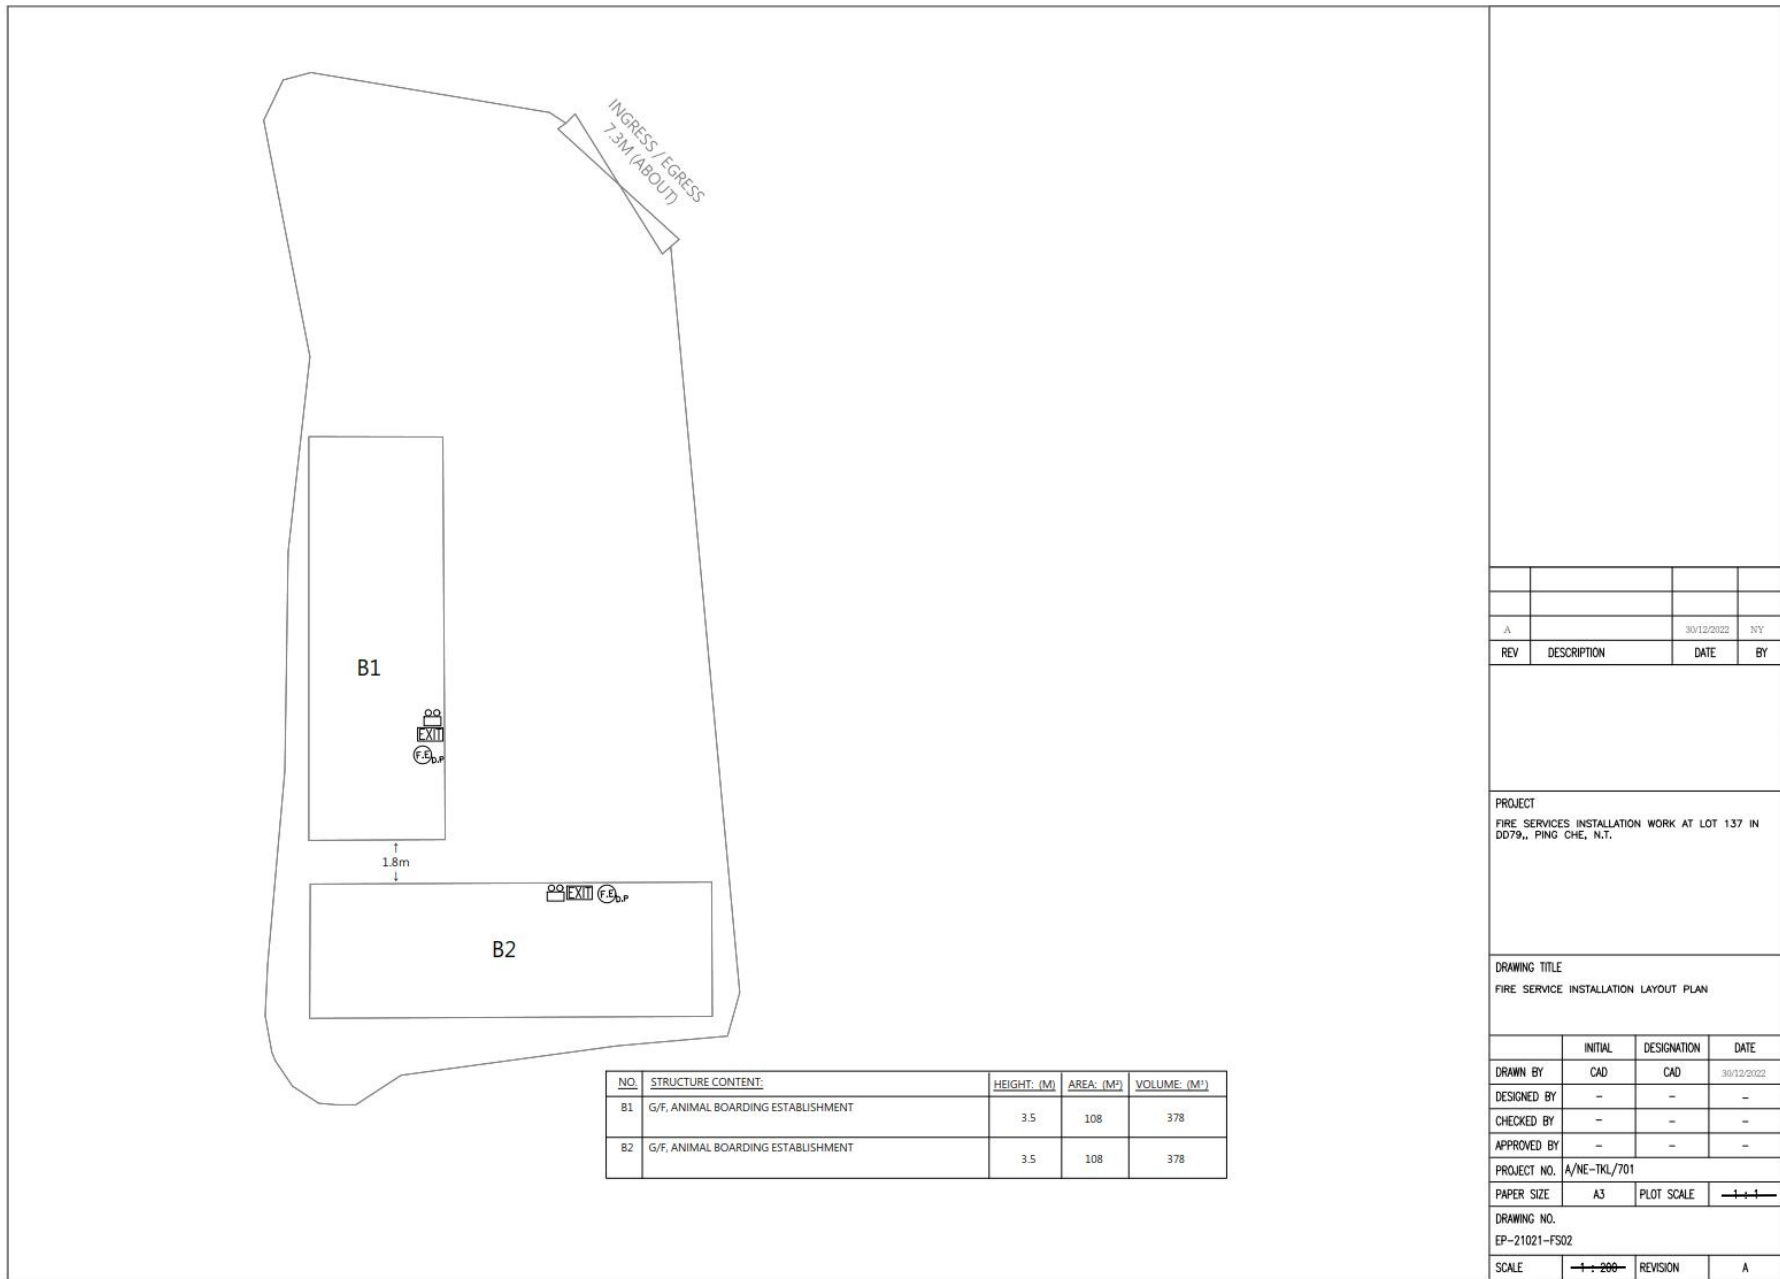 INGRESS / EGRESS
7.3M (ABOUT)
B1
EXIT
F.E
D.P
↑
1.8m
↓
EXIT F.E D.P
B2
NO. STRUCTURE CONTENT: HEIGHT: (M) AREA: (M²) VOLUME: (M³)
B1 G/F, ANIMAL BOARDING ESTABLISHMENT 3.5 108 378
B2 G/F, ANIMAL BOARDING ESTABLISHMENT 3.5 108 378
A 30/12/2022 NY
REV DESCRIPTION DATE BY
PROJECT
FIRE SERVICES INSTALLATION WORK AT LOT 137 IN
DD79,, PING CHE, N.T.
DRAWING TITLE
FIRE SERVICE INSTALLATION LAYOUT PLAN
INITIAL DESIGNATION DATE
DRAWN BY CAD CAD 30/12/2022
DESIGNED BY - - -
CHECKED BY - - -
APPROVED BY - - -
PROJECT NO. A/NE-TKL/701
PAPER SIZE A3 PLOT SCALE 1 : 1
DRAWING NO.
EP-21021-FS02
SCALE 1 : 200 REVISION A